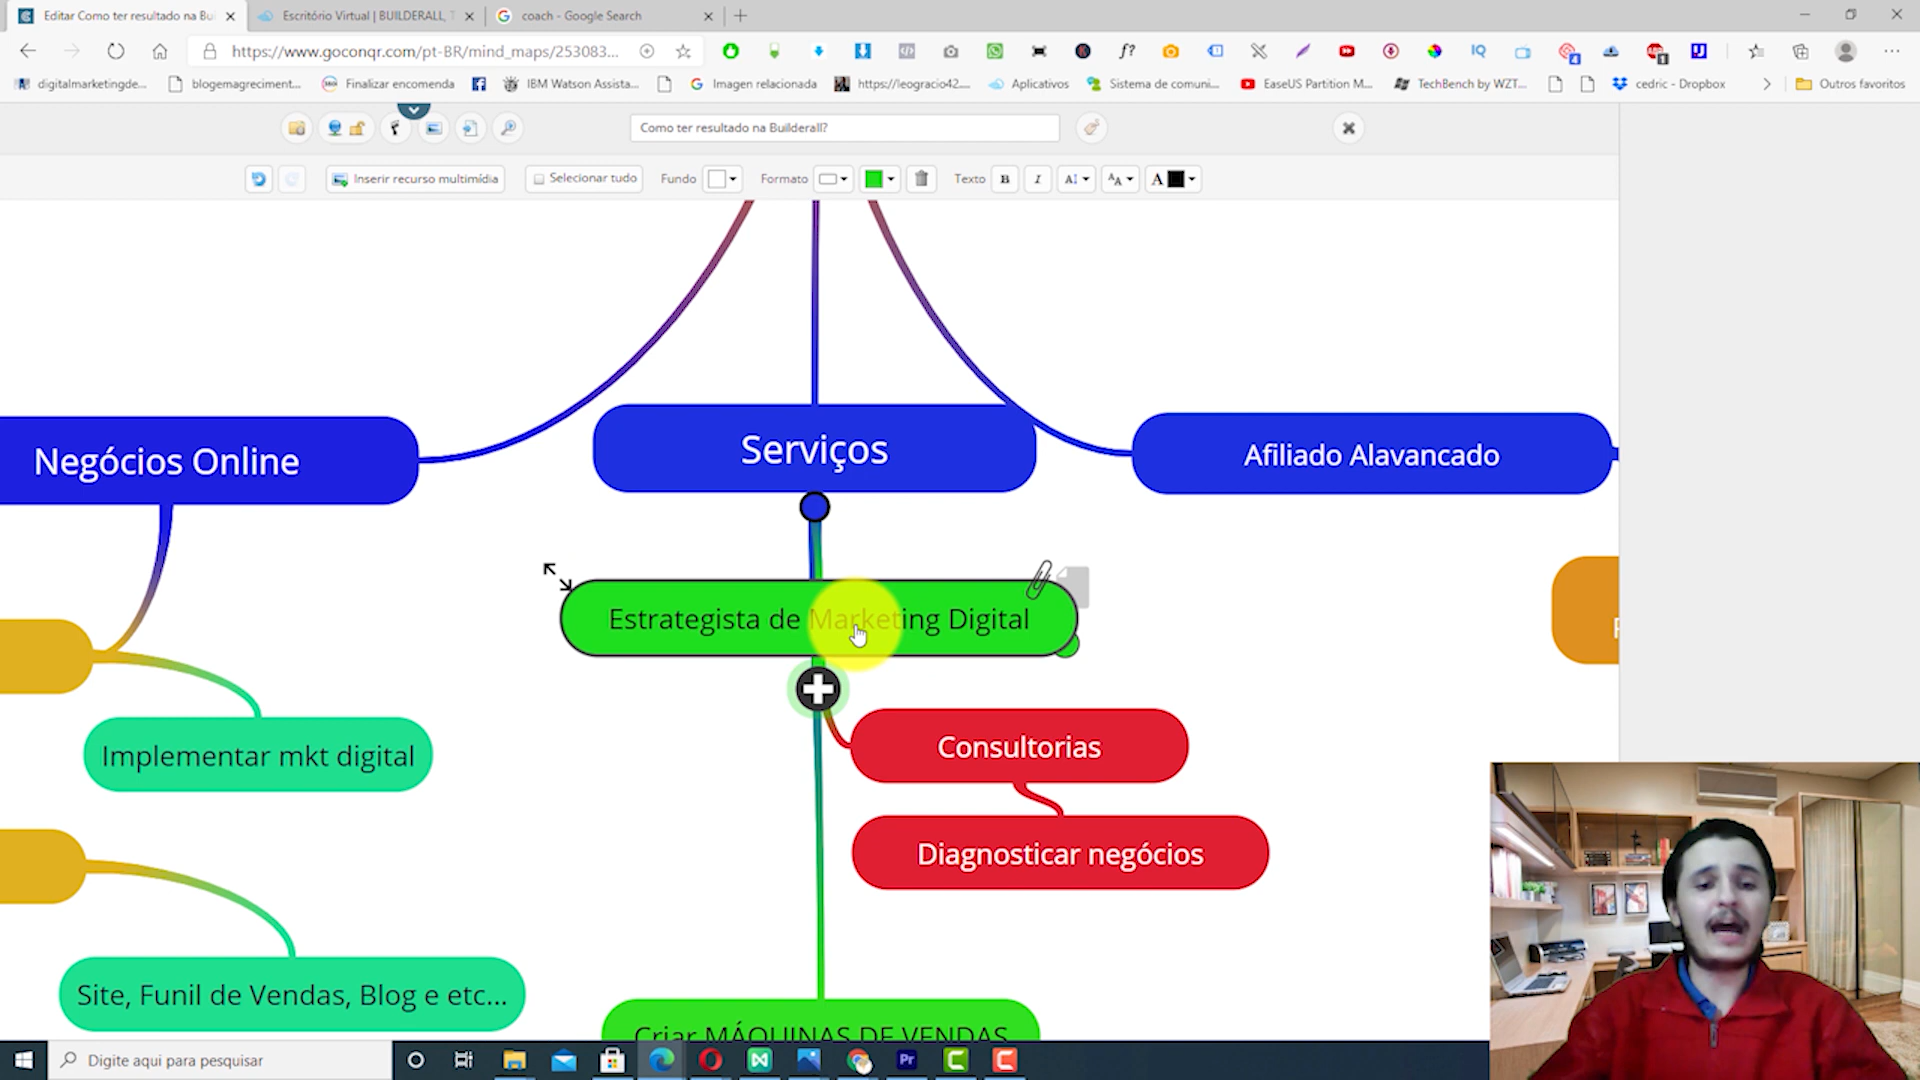 Editar Como ter resultado na Bu
Escritório Virtual | BUILDERALL, T
coach - Google Search
https://www.goconqr.com/pt-BR/mind_maps/253083...
f?
IQ
digitalmarketingde...
blogemagreciment...
Finalizar encomenda
IBM Watson Assista...
Imagen relacionada
https://leogracio42...
Aplicativos
Sistema de comuni...
EaseUS Partition M...
TechBench by WZT...
cedric - Dropbox
Outros favoritos
Como ter resultado na Builderall?
Inserir recurso multimídia
Selecionar tudo
Fundo
Formato
Texto
B
I
A
Negócios Online
Serviços
Afiliado Alavancado
Estrategista de Marketing Digital
Implementar mkt digital
Consultorias
Diagnosticar negócios
Site, Funil de Vendas, Blog e etc...
Criar MÁQUINAS DE VENDAS
Digite aqui para pesquisar
Pr